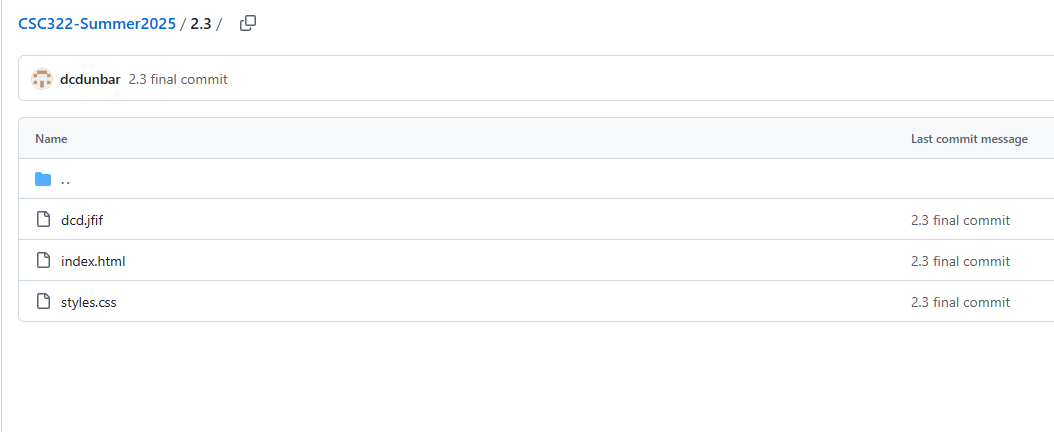 CSC322-Summer2025 / 2.3 /
dcdunbar 2.3 final commit
Name Last commit message
..
dcd.jfif 2.3 final commit
index.html 2.3 final commit
styles.css 2.3 final commit